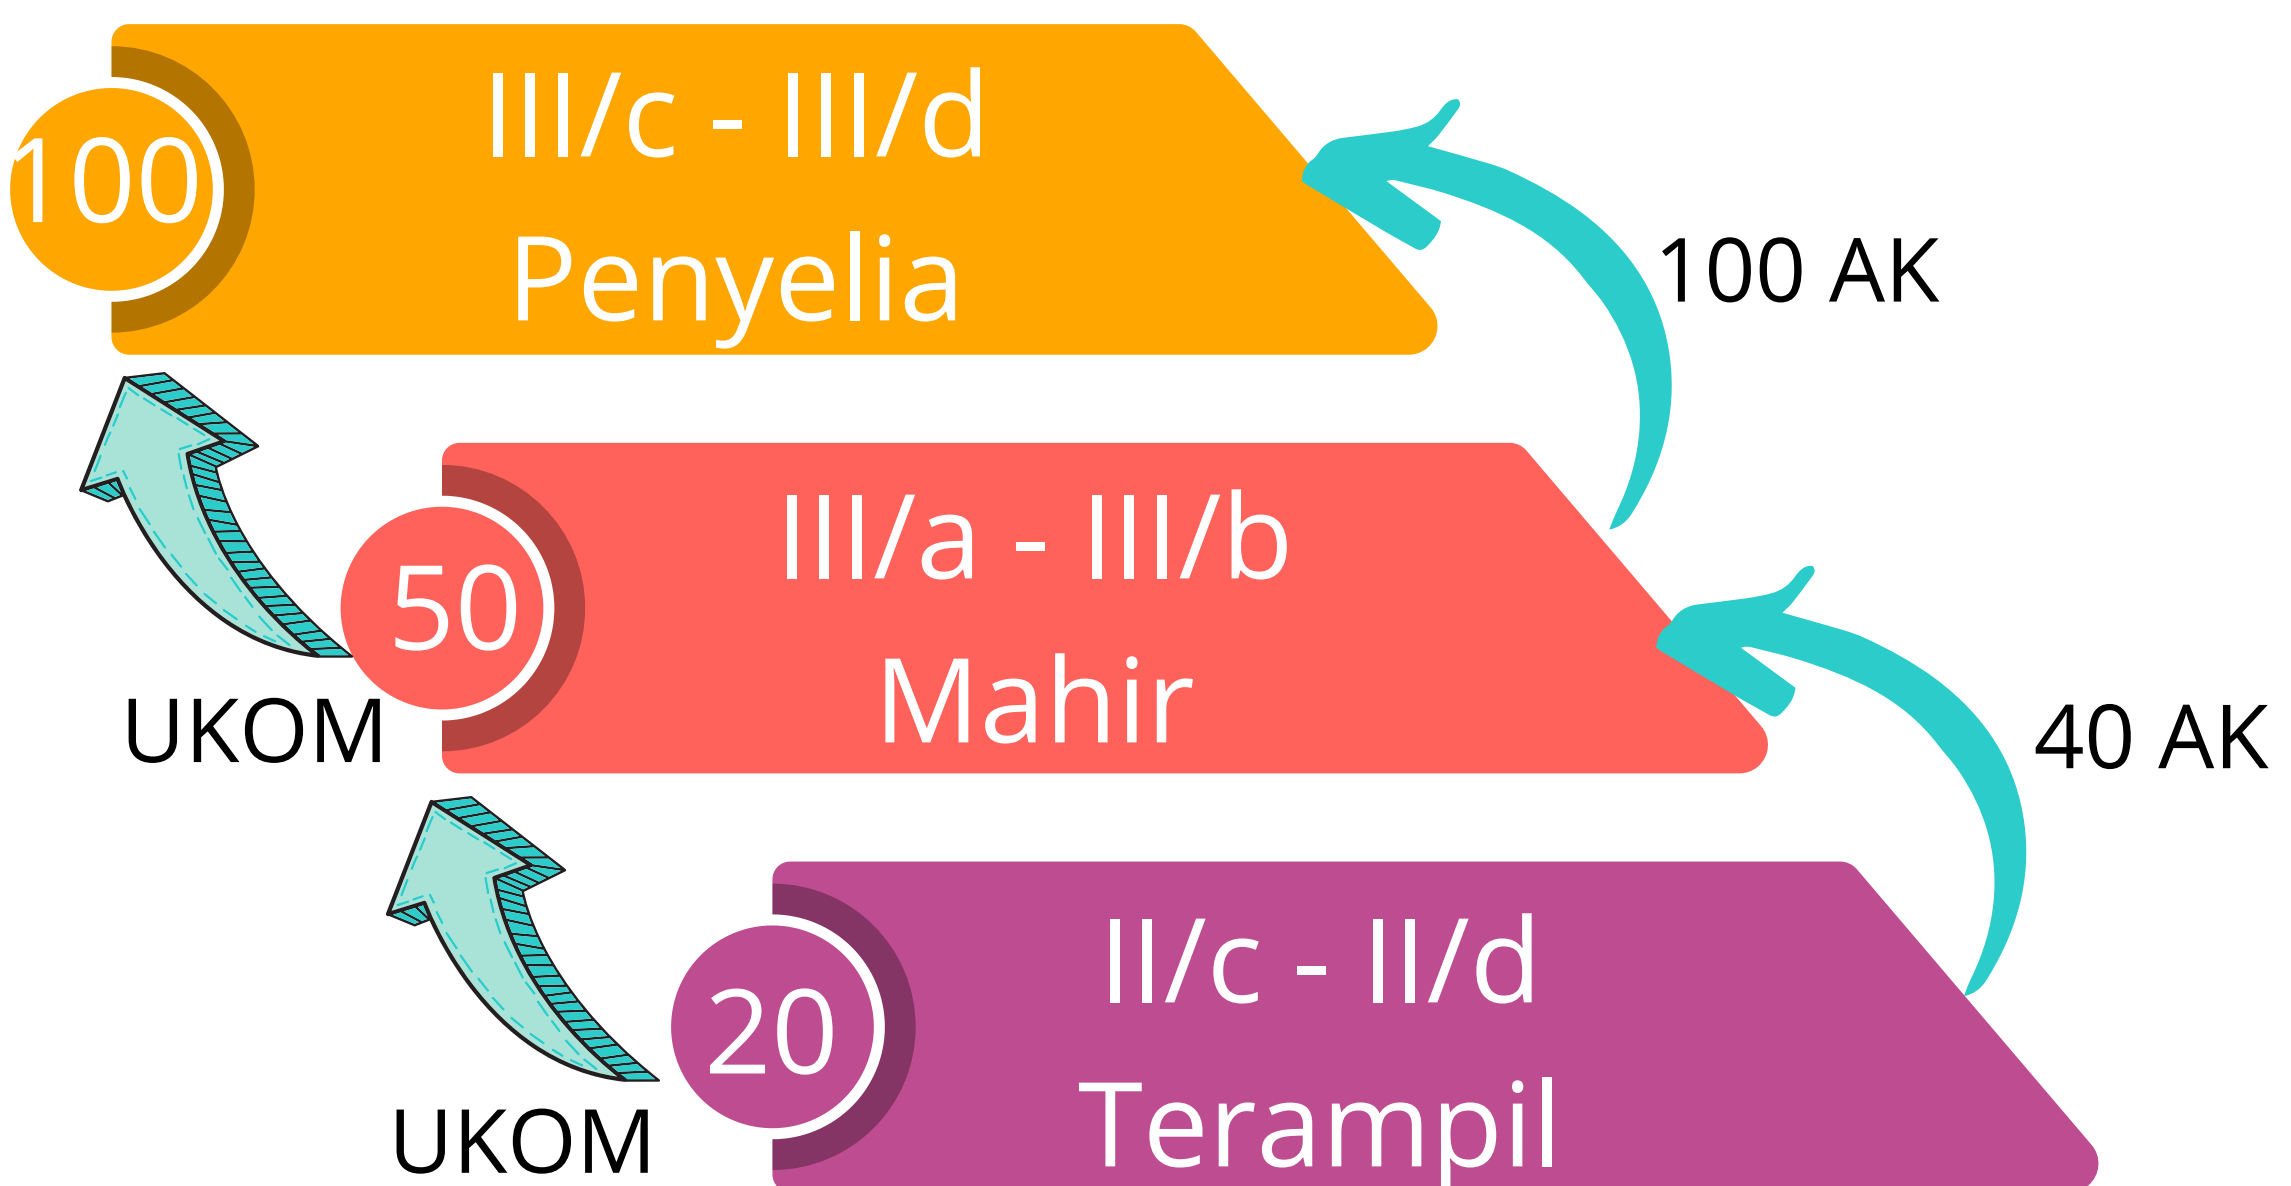 100
III/c - III/d
Penyelia
100 AK
50
III/a - III/b
Mahir
UKOM
40 AK
20
II/c - II/d
Terampil
UKOM